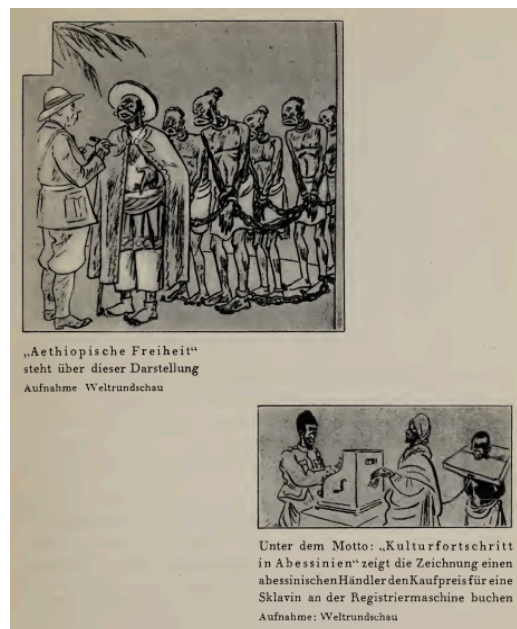 „Aethiopische Freiheit“
steht über dieser Darstellung
Aufnahme Weltrundschau
Unter dem Motto: „Kulturfortschritt
in Abessinien“ zeigt die Zeichnung einen
abessinischen Händler den Kaufpreis für eine
Sklavin an der Registriermaschine buchen
Aufnahme: Weltrundschau